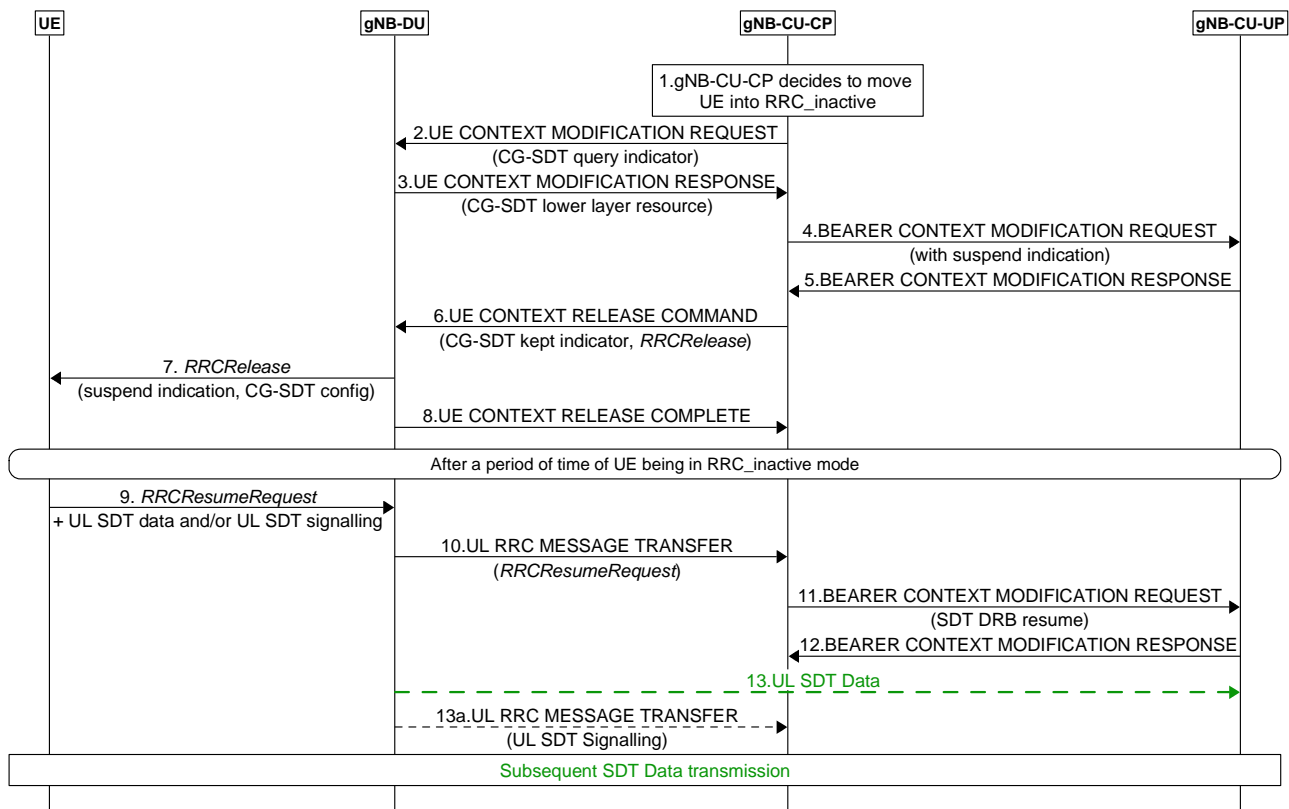 UE
gNB-DU
gNB-CU-CP
gNB-CU-UP
1.gNB-CU-CP decides to move
UE into RRC_inactive
2.UE CONTEXT MODIFICATION REQUEST
(CG-SDT query indicator)
3.UE CONTEXT MODIFICATION RESPONSE
(CG-SDT lower layer resource)
4.BEARER CONTEXT MODIFICATION REQUEST
(with suspend indication)
5.BEARER CONTEXT MODIFICATION RESPONSE
6.UE CONTEXT RELEASE COMMAND
(CG-SDT kept indicator, RRCRelease)
7. RRCRelease
(suspend indication, CG-SDT config)
8.UE CONTEXT RELEASE COMPLETE
After a period of time of UE being in RRC_inactive mode
9. RRCResumeRequest
+ UL SDT data and/or UL SDT signalling
10.UL RRC MESSAGE TRANSFER
(RRCResumeRequest)
11.BEARER CONTEXT MODIFICATION REQUEST
(SDT DRB resume)
12.BEARER CONTEXT MODIFICATION RESPONSE
13.UL SDT Data
13a.UL RRC MESSAGE TRANSFER
(UL SDT Signalling)
Subsequent SDT Data transmission